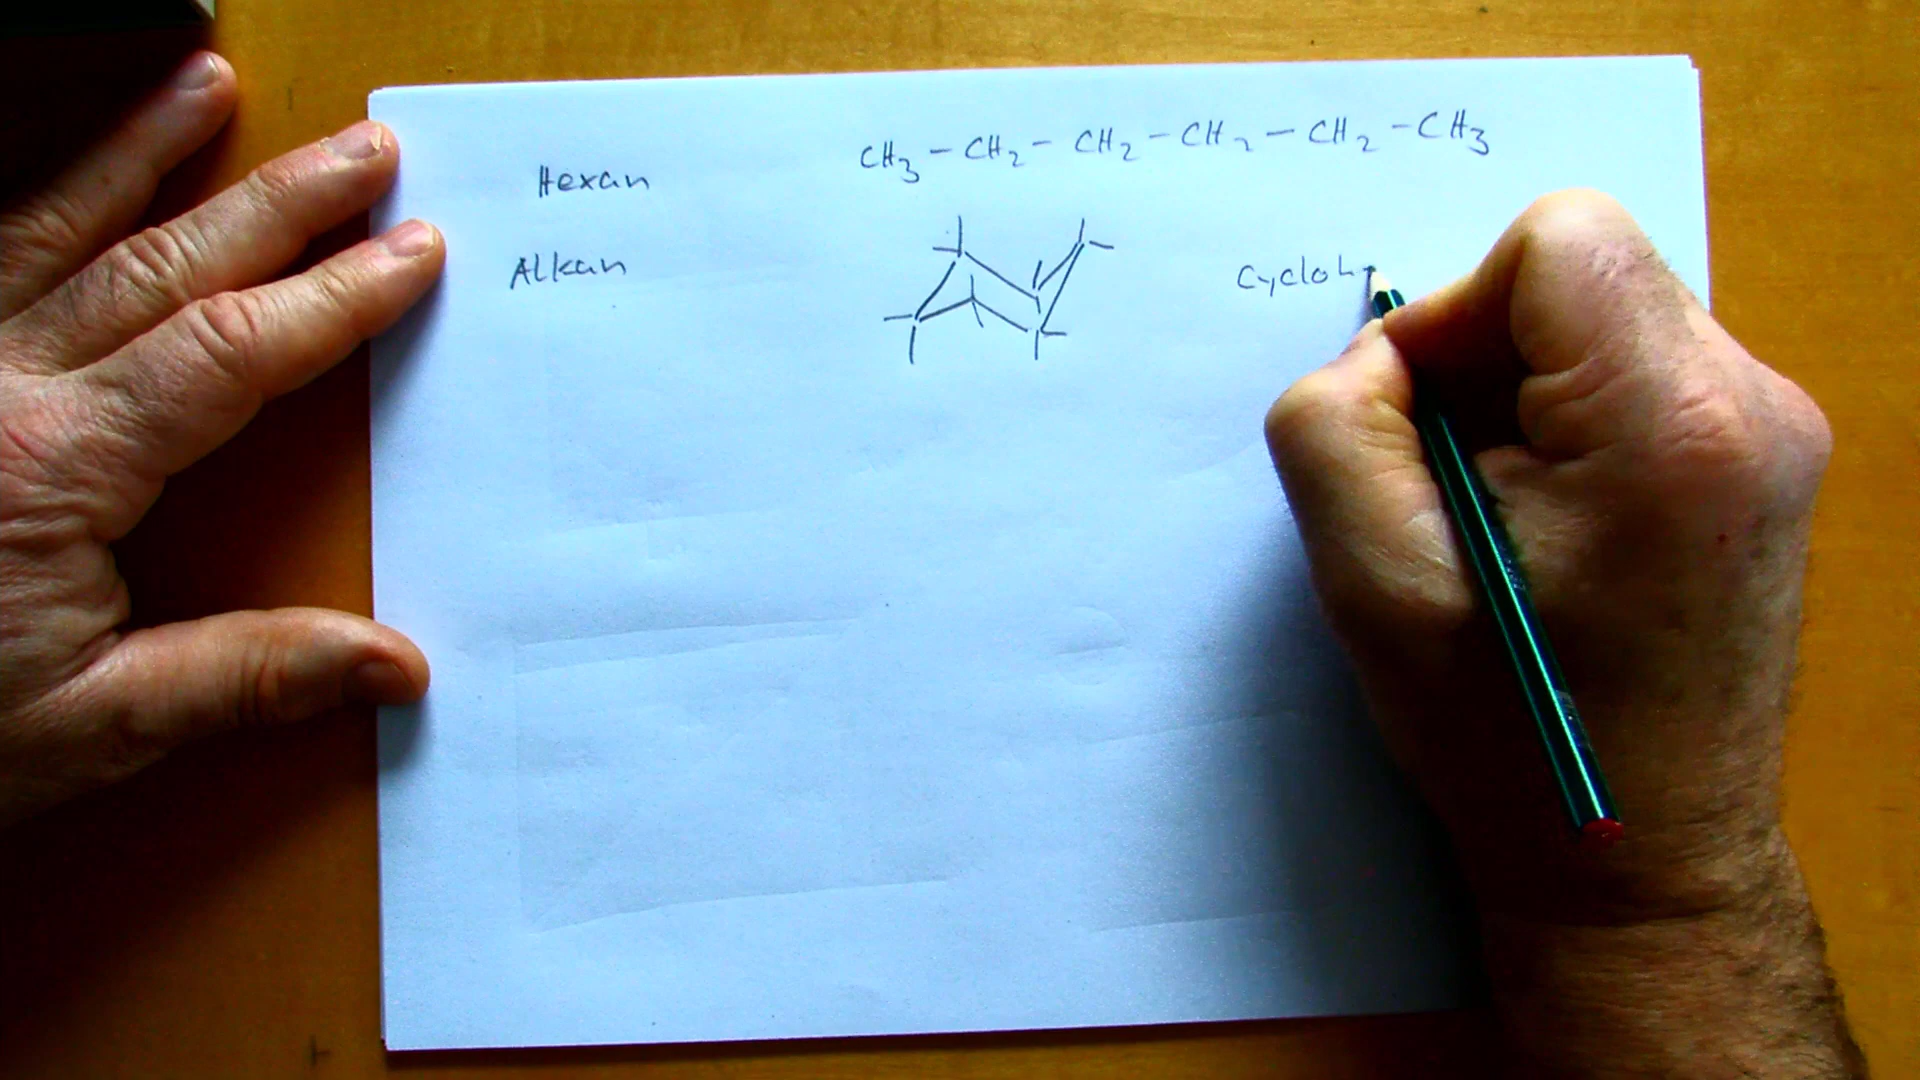 Hexan
CH3 - CH2 - CH2 - CH2 - CH2 - CH3
Alkan
Cycloh